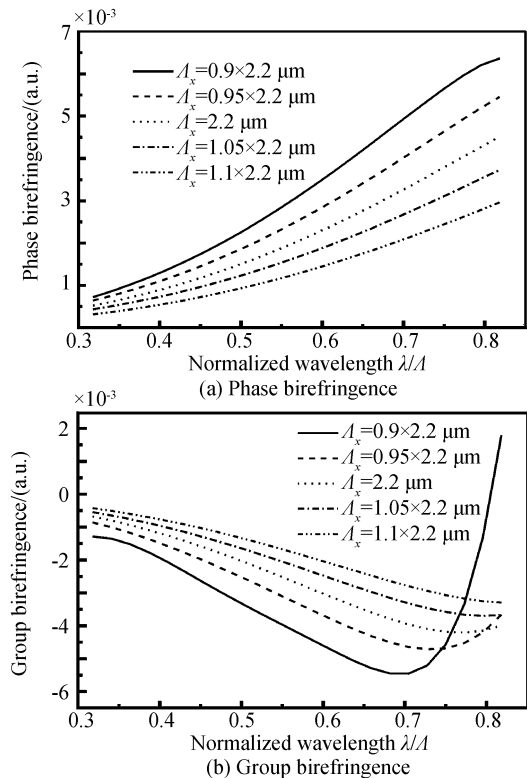 ×10⁻³
7
5
3
1
Phase birefringence/(a.u.)
Λx=0.9×2.2 μm
Λx=0.95×2.2 μm
Λx=2.2 μm
Λx=1.05×2.2 μm
Λx=1.1×2.2 μm
0.3 0.4 0.5 0.6 0.7 0.8
Normalized wavelength λ/Λ
(a) Phase birefringence
×10⁻³
2
0
-2
-4
-6
Group birefringence/(a.u.)
Λx=0.9×2.2 μm
Λx=0.95×2.2 μm
Λx=2.2 μm
Λx=1.05×2.2 μm
Λx=1.1×2.2 μm
0.3 0.4 0.5 0.6 0.7 0.8
Normalized wavelength λ/Λ
(b) Group birefringence